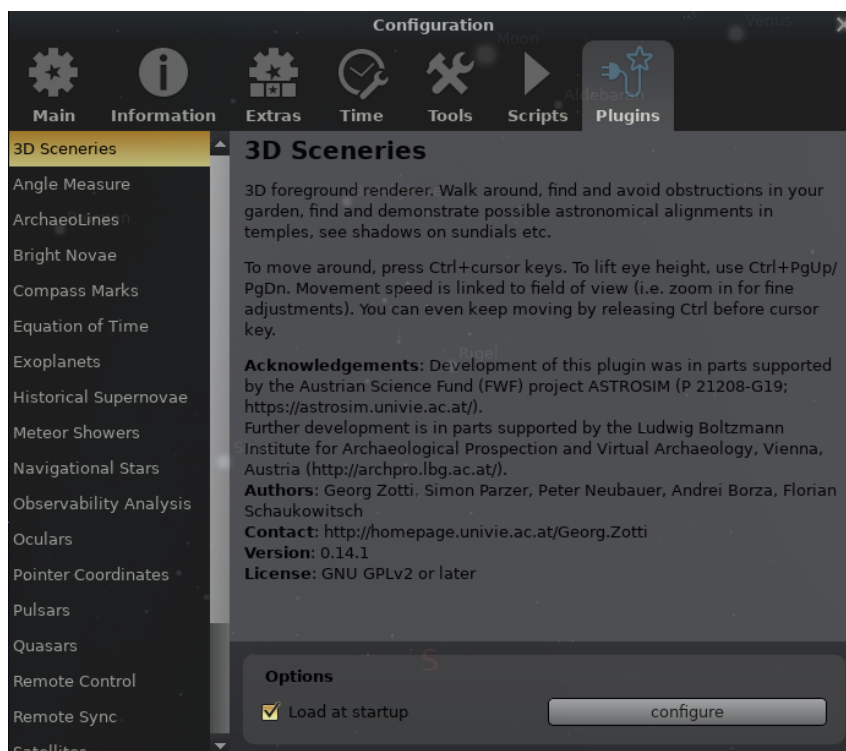 Configuration
Moon
Venus
Aldebaran
Main Information Extras Time Tools Scripts Plugins
3D Sceneries
Angle Measure
ArchaeoLines
Bright Novae
Compass Marks
Equation of Time
Exoplanets
Historical Supernovae
Meteor Showers
Navigational Stars
Observability Analysis
Oculars
Pointer Coordinates
Pulsars
Quasars
Remote Control
Remote Sync
Satellites
3D Sceneries
3D foreground renderer. Walk around, find and avoid obstructions in your
garden, find and demonstrate possible astronomical alignments in
temples, see shadows on sundials etc.
To move around, press Ctrl+cursor keys. To lift eye height, use Ctrl+PgUp/
PgDn. Movement speed is linked to field of view (i.e. zoom in for fine
adjustments). You can even keep moving by releasing Ctrl before cursor
key.
Rigel
Acknowledgements: Development of this plugin was in parts supported
by the Austrian Science Fund (FWF) project ASTROSIM (P 21208-G19;
https://astrosim.univie.ac.at/).
Further development is in parts supported by the Ludwig Boltzmann
Institute for Archaeological Prospection and Virtual Archaeology, Vienna,
Austria (http://archpro.lbg.ac.at/).
Authors: Georg Zotti, Simon Parzer, Peter Neubauer, Andrei Borza, Florian
Schaukowitsch
Contact: http://homepage.univie.ac.at/Georg.Zotti
Version: 0.14.1
License: GNU GPLv2 or later
S
Options
Load at startup
configure